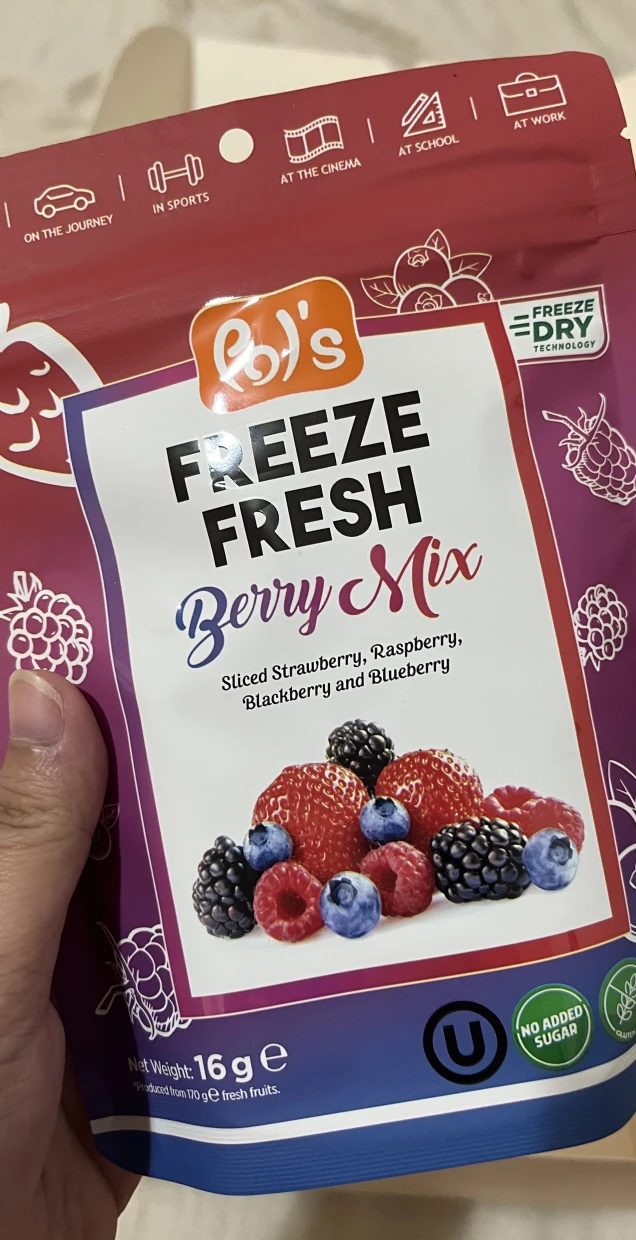 ON THE JOURNEY
IN SPORTS
AT THE CINEMA
AT SCHOOL
AT WORK
FREEZE
DRY
TECHNOLOGY
Pol's
FREEZE
FRESH
Berry Mix
Sliced Strawberry, Raspberry,
Blackberry and Blueberry
U
NO ADDED
SUGAR
Net Weight: 16 g ℮
*Produced from 170 g ℮ fresh fruits.